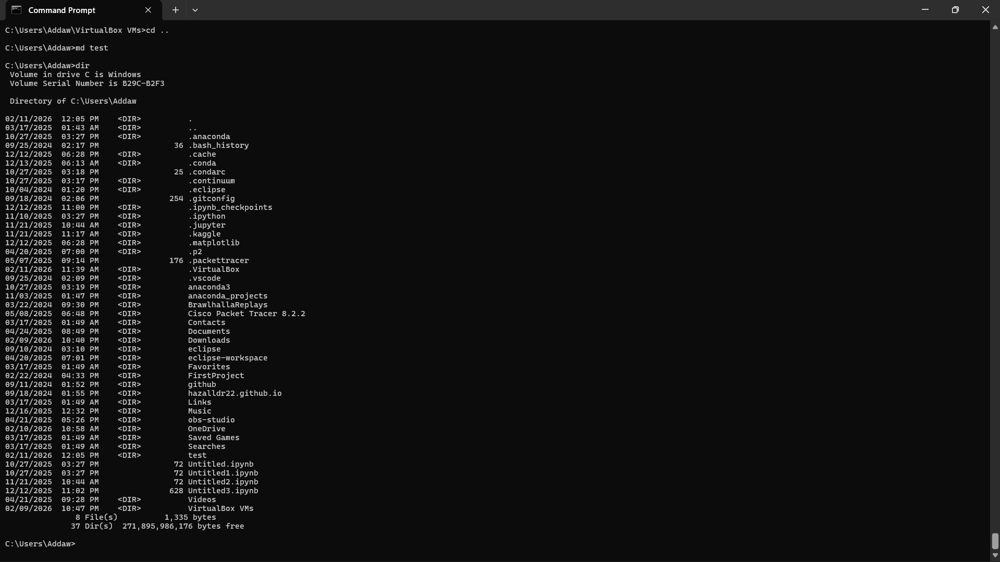 Command Prompt
C:\Users\Addaw\VirtualBox VMs>cd ..
C:\Users\Addaw>md test
C:\Users\Addaw>dir
 Volume in drive C is Windows
 Volume Serial Number is B29C-B2F3
 Directory of C:\Users\Addaw
02/11/2026  12:05 PM    <DIR>          .
03/17/2025  01:43 AM    <DIR>          ..
10/27/2025  03:27 PM    <DIR>          .anaconda
09/25/2024  02:17 PM                36 .bash_history
12/12/2025  06:28 PM    <DIR>          .cache
12/13/2025  06:13 AM    <DIR>          .conda
10/27/2025  03:18 PM                25 .condarc
10/27/2025  03:17 PM    <DIR>          .continuum
10/04/2024  01:20 PM    <DIR>          .eclipse
09/18/2024  02:06 PM               254 .gitconfig
12/12/2025  11:00 PM    <DIR>          .ipynb_checkpoints
11/10/2025  03:27 PM    <DIR>          .ipython
11/21/2025  10:44 AM    <DIR>          .jupyter
11/21/2025  11:17 AM    <DIR>          .kaggle
12/12/2025  06:28 PM    <DIR>          .matplotlib
04/20/2025  07:00 PM    <DIR>          .p2
05/07/2025  09:14 PM               176 .packettracer
02/11/2026  11:39 AM    <DIR>          .VirtualBox
09/25/2024  02:09 PM    <DIR>          .vscode
10/27/2025  03:19 PM    <DIR>          anaconda3
11/03/2025  01:47 PM    <DIR>          anaconda_projects
03/22/2024  09:30 PM    <DIR>          BrawlhallaReplays
05/08/2025  06:48 PM    <DIR>          Cisco Packet Tracer 8.2.2
03/17/2025  01:49 AM    <DIR>          Contacts
04/24/2025  08:49 PM    <DIR>          Documents
02/09/2026  10:40 PM    <DIR>          Downloads
09/10/2024  03:10 PM    <DIR>          eclipse
04/20/2025  07:01 PM    <DIR>          eclipse-workspace
03/17/2025  01:49 AM    <DIR>          Favorites
02/22/2024  04:33 PM    <DIR>          FirstProject
09/11/2024  01:52 PM    <DIR>          github
09/18/2024  01:55 PM    <DIR>          hazalldr22.github.io
03/17/2025  01:49 AM    <DIR>          Links
12/16/2025  12:32 PM    <DIR>          Music
04/21/2025  05:26 PM    <DIR>          obs-studio
02/10/2026  10:58 AM    <DIR>          OneDrive
03/17/2025  01:49 AM    <DIR>          Saved Games
03/17/2025  01:49 AM    <DIR>          Searches
02/11/2026  12:05 PM    <DIR>          test
10/27/2025  03:27 PM                72 Untitled.ipynb
10/27/2025  03:27 PM                72 Untitled1.ipynb
11/21/2025  10:44 AM                72 Untitled2.ipynb
12/12/2025  11:02 PM               628 Untitled3.ipynb
04/21/2025  09:28 PM    <DIR>          Videos
02/09/2026  10:47 PM    <DIR>          VirtualBox VMs
               8 File(s)          1,335 bytes
              37 Dir(s)  271,895,986,176 bytes free
C:\Users\Addaw>